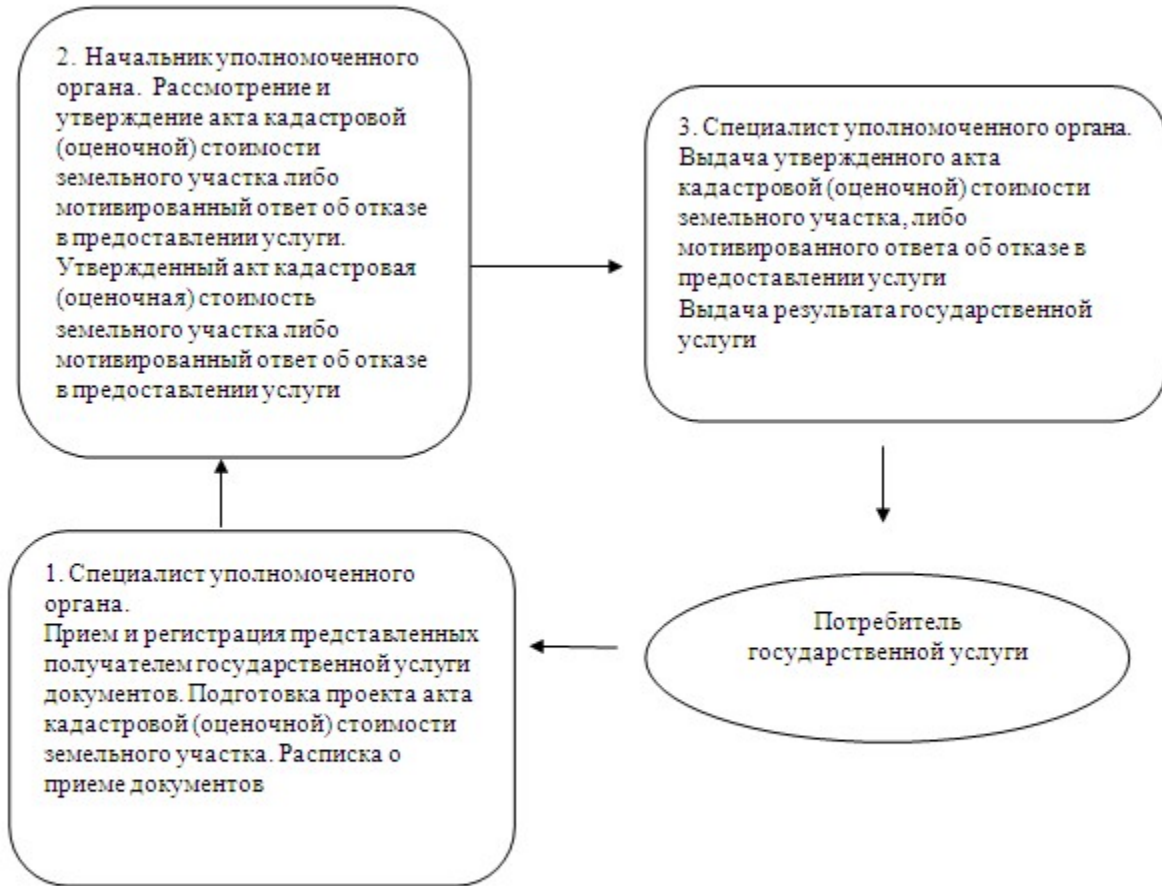 2. Начальник уполномоченного
органа. Рассмотрение и
утверждение акта кадастровой
(оценочной) стоимости
земельного участка либо
мотивированный ответ об отказе
в предоставлении услуги.
Утвержденный акт кадастровая
(оценочная) стоимость
земельного участка либо
мотивированный ответ об отказе
в предоставлении услуги
3. Специалист уполномоченного органа.
Выдача утвержденного акта
кадастровой (оценочной) стоимости
земельного участка, либо
мотивированного ответа об отказе в
предоставлении услуги
Выдача результата государственной
услуги
1. Специалист уполномоченного
органа.
Прием и регистрация представленных
получателем государственной услуги
документов. Подготовка проекта акта
кадастровой (оценочной) стоимости
земельного участка. Расписка о
приеме документов
Потребитель
государственной услуги